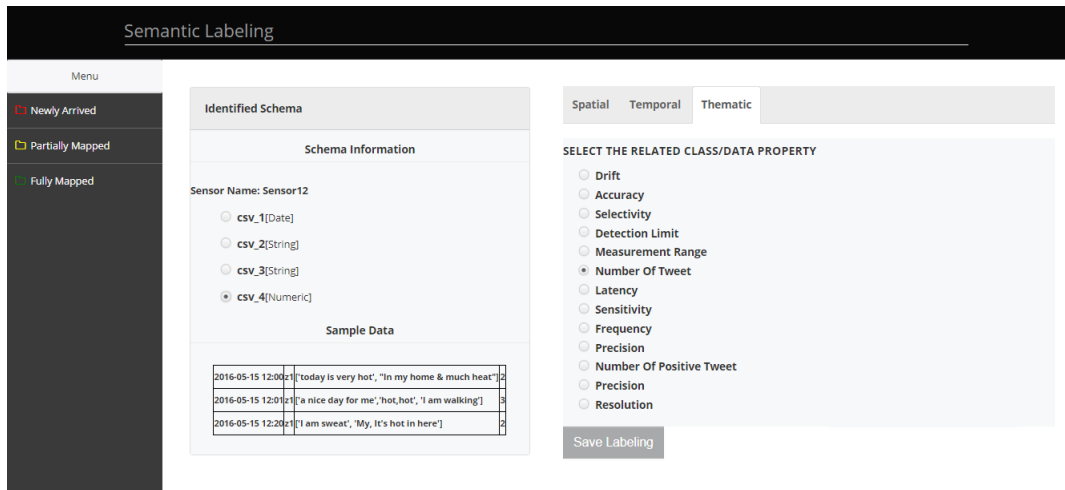 Semantic Labeling
Menu
Newly Arrived
Partially Mapped
Fully Mapped
Identified Schema
Schema Information
Sensor Name: Sensor12
csv_1[Date]
csv_2[String]
csv_3[String]
csv_4[Numeric]
Sample Data
2016-05-15 12:00 z1 ['today is very hot', "In my home & much heat"] 2
2016-05-15 12:01 z1 ['a nice day for me','hot,hot', 'I am walking'] 3
2016-05-15 12:20 z1 ['I am sweat', 'My, It's hot in here'] 2
Spatial Temporal Thematic
SELECT THE RELATED CLASS/DATA PROPERTY
Drift
Accuracy
Selectivity
Detection Limit
Measurement Range
Number Of Tweet
Latency
Sensitivity
Frequency
Precision
Number Of Positive Tweet
Precision
Resolution
Save Labeling